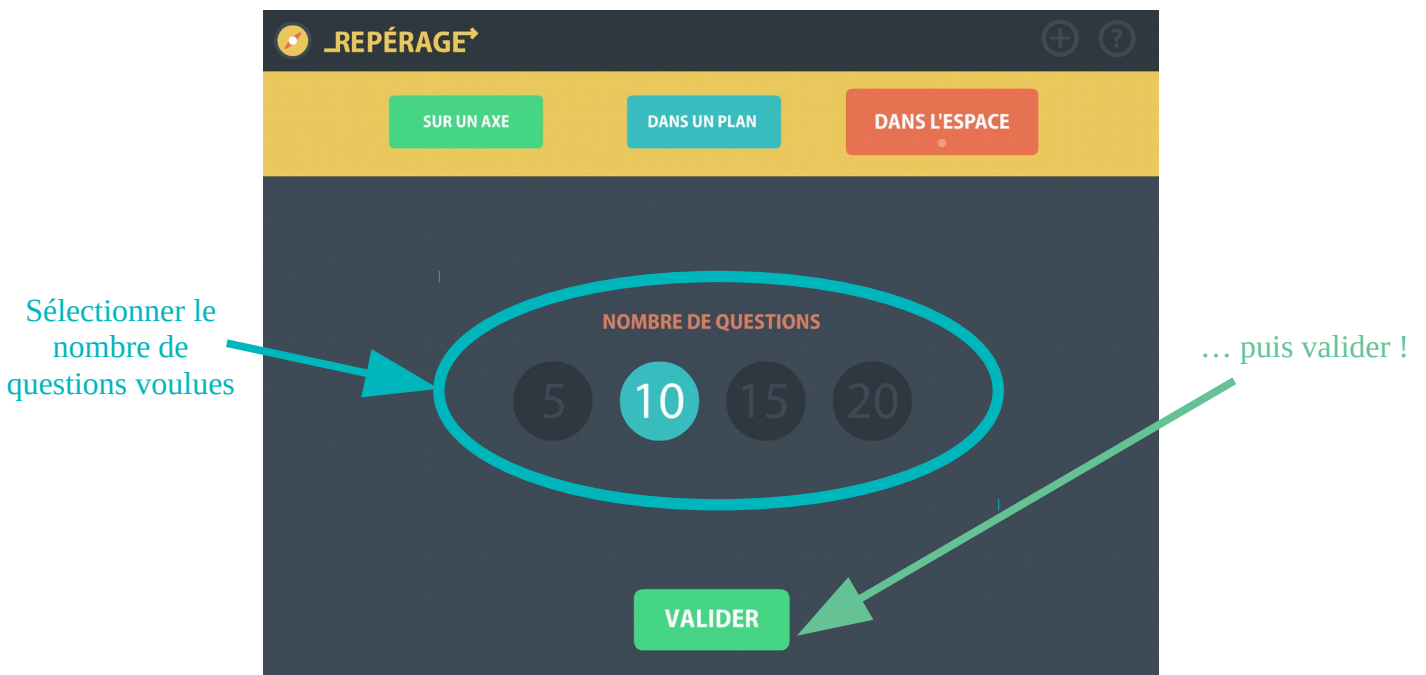 REPÉRAGE
SUR UN AXE
DANS UN PLAN
DANS L'ESPACE
Sélectionner le
nombre de
questions voulues
NOMBRE DE QUESTIONS
5 10 15 20
… puis valider !
VALIDER